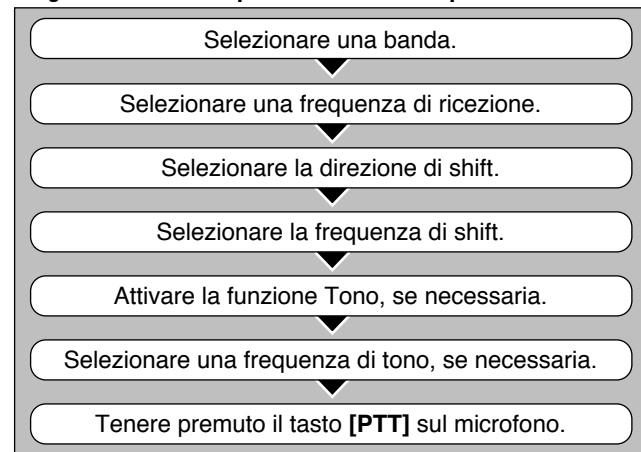 Selezionare una banda.
Selezionare una frequenza di ricezione.
Selezionare la direzione di shift.
Selezionare la frequenza di shift.
Attivare la funzione Tono, se necessaria.
Selezionare una frequenza di tono, se necessaria.
Tenere premuto il tasto [PTT] sul microfono.